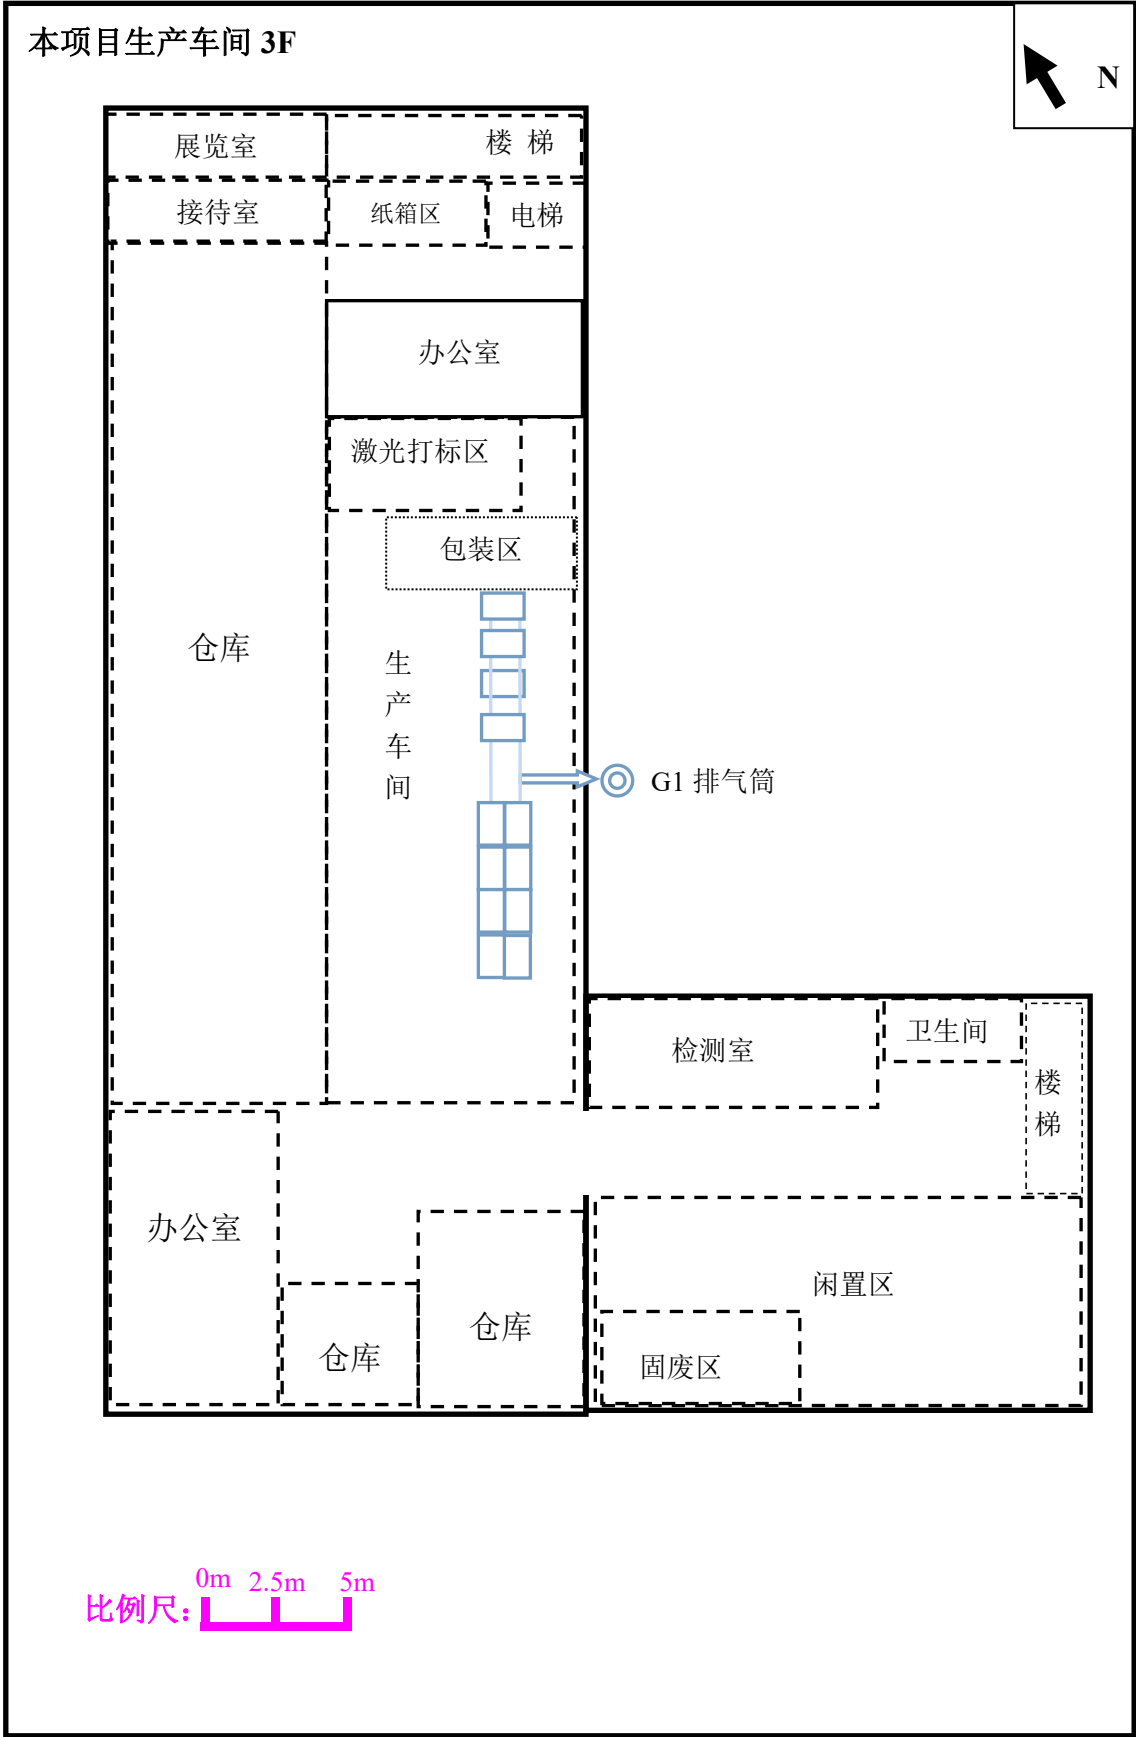 本项目生产车间 3F
N
展览室
楼 梯
接待室
纸箱区
电梯
办公室
激光打标区
包装区
仓库
生
产
车
间
G1 排气筒
检测室
卫生间
楼
梯
办公室
仓库
仓库
闲置区
固废区
0m 2.5m 5m
比例尺：